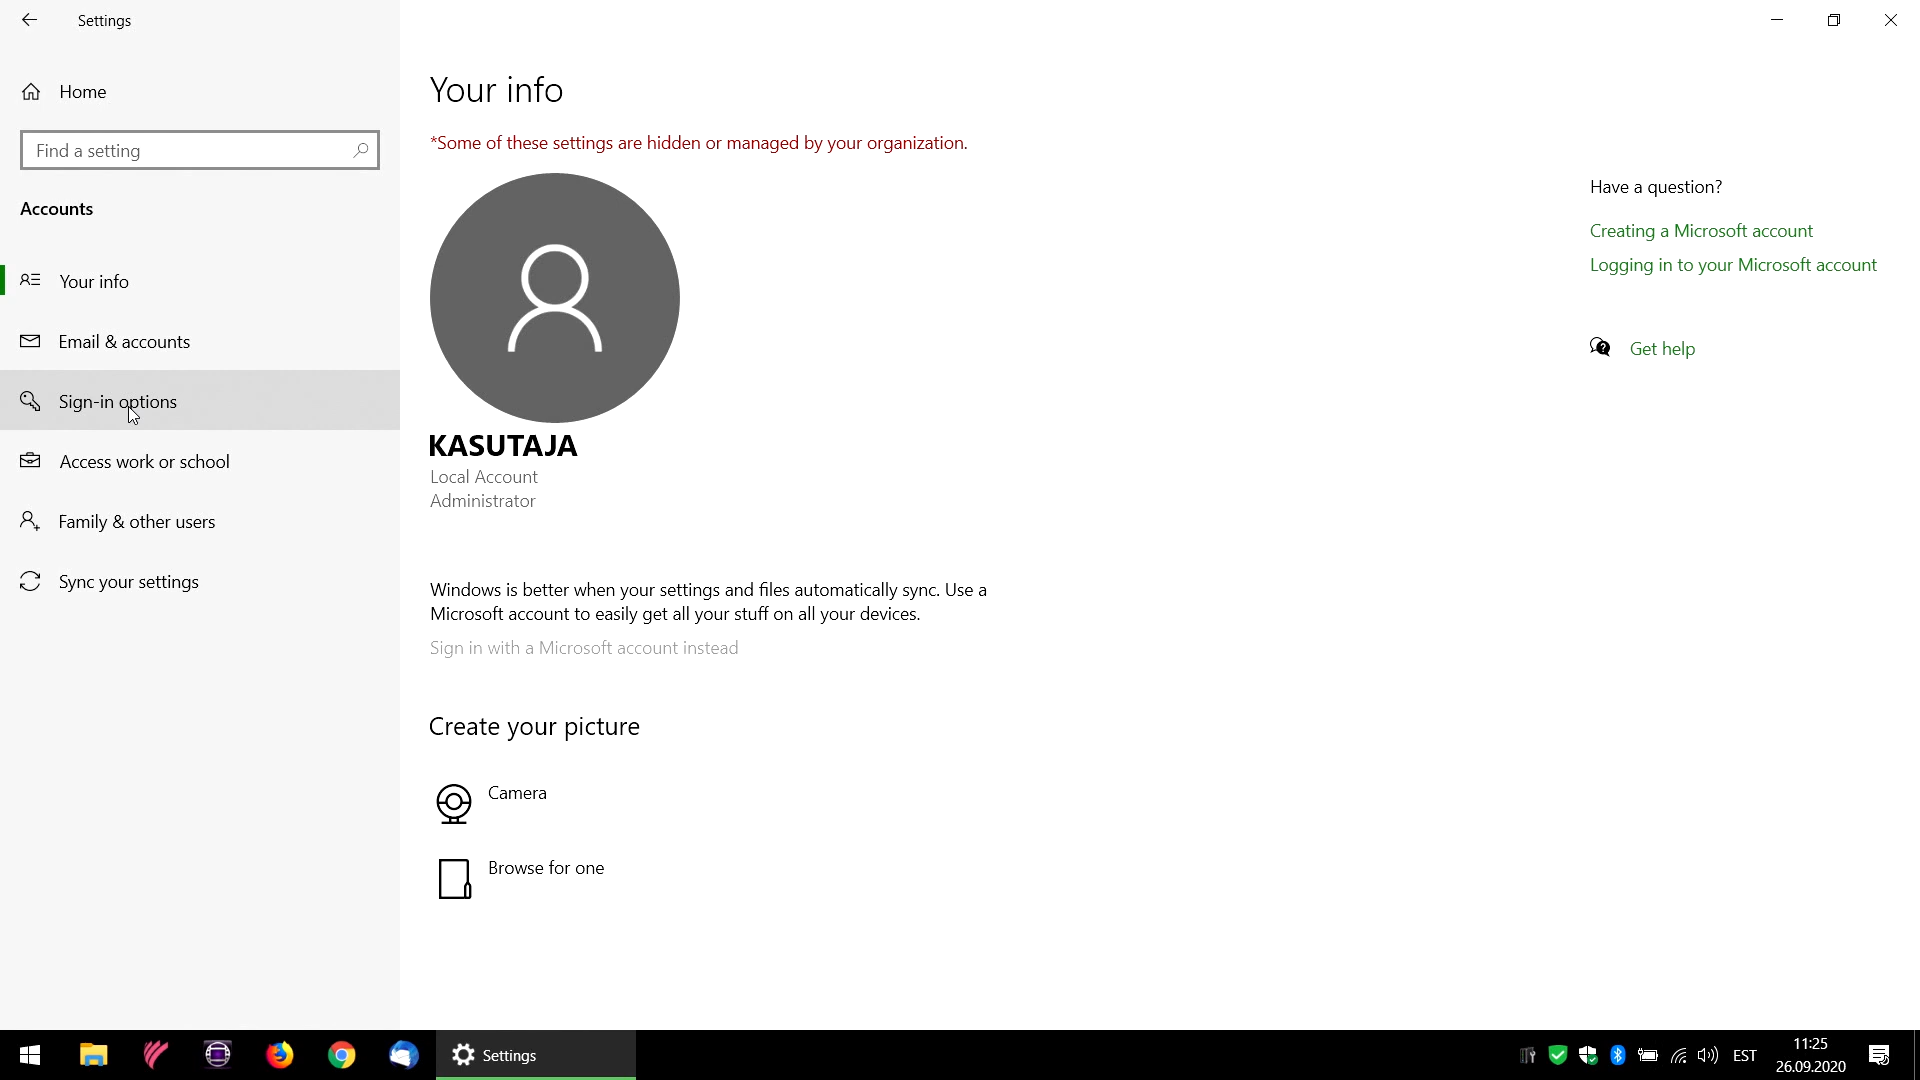 Settings
Home
Find a setting
Accounts
Your info
Email & accounts
Sign-in options
Access work or school
Family & other users
Sync your settings
Your info
*Some of these settings are hidden or managed by your organization.
KASUTAJA
Local Account
Administrator
Windows is better when your settings and files automatically sync. Use a
Microsoft account to easily get all your stuff on all your devices.
Sign in with a Microsoft account instead
Create your picture
Camera
Browse for one
Have a question?
Creating a Microsoft account
Logging in to your Microsoft account
Get help
Settings
EST
11:25
26.09.2020